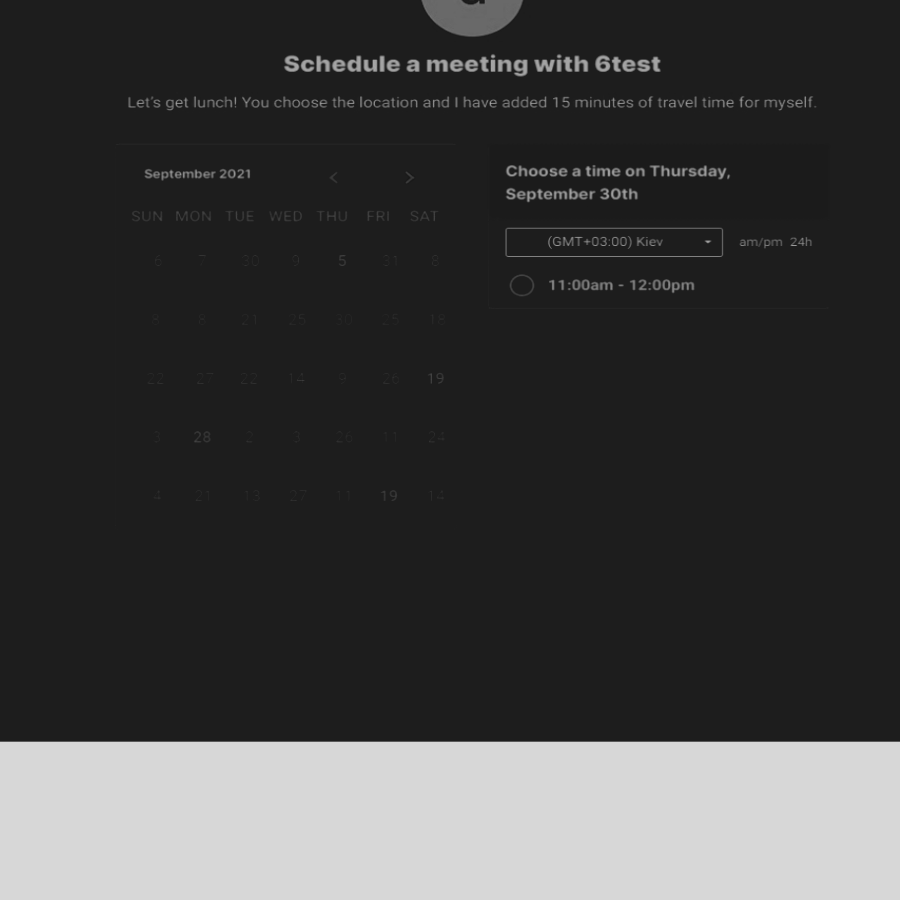 Schedule a meeting with 6test
Let's get lunch! You choose the location and I have added 15 minutes of travel time for myself.
September 2021
SUN MON TUE WED THU FRI SAT
6 7 30 9 5 21 8
8 8 21 25 30 25 18
22 27 22 14 9 26 19
3 28 2 3 26 11 24
4 21 13 27 11 19 14
Choose a time on Thursday,
September 30th
(GMT+03:00) Kiev am/pm 24h
11:00am - 12:00pm